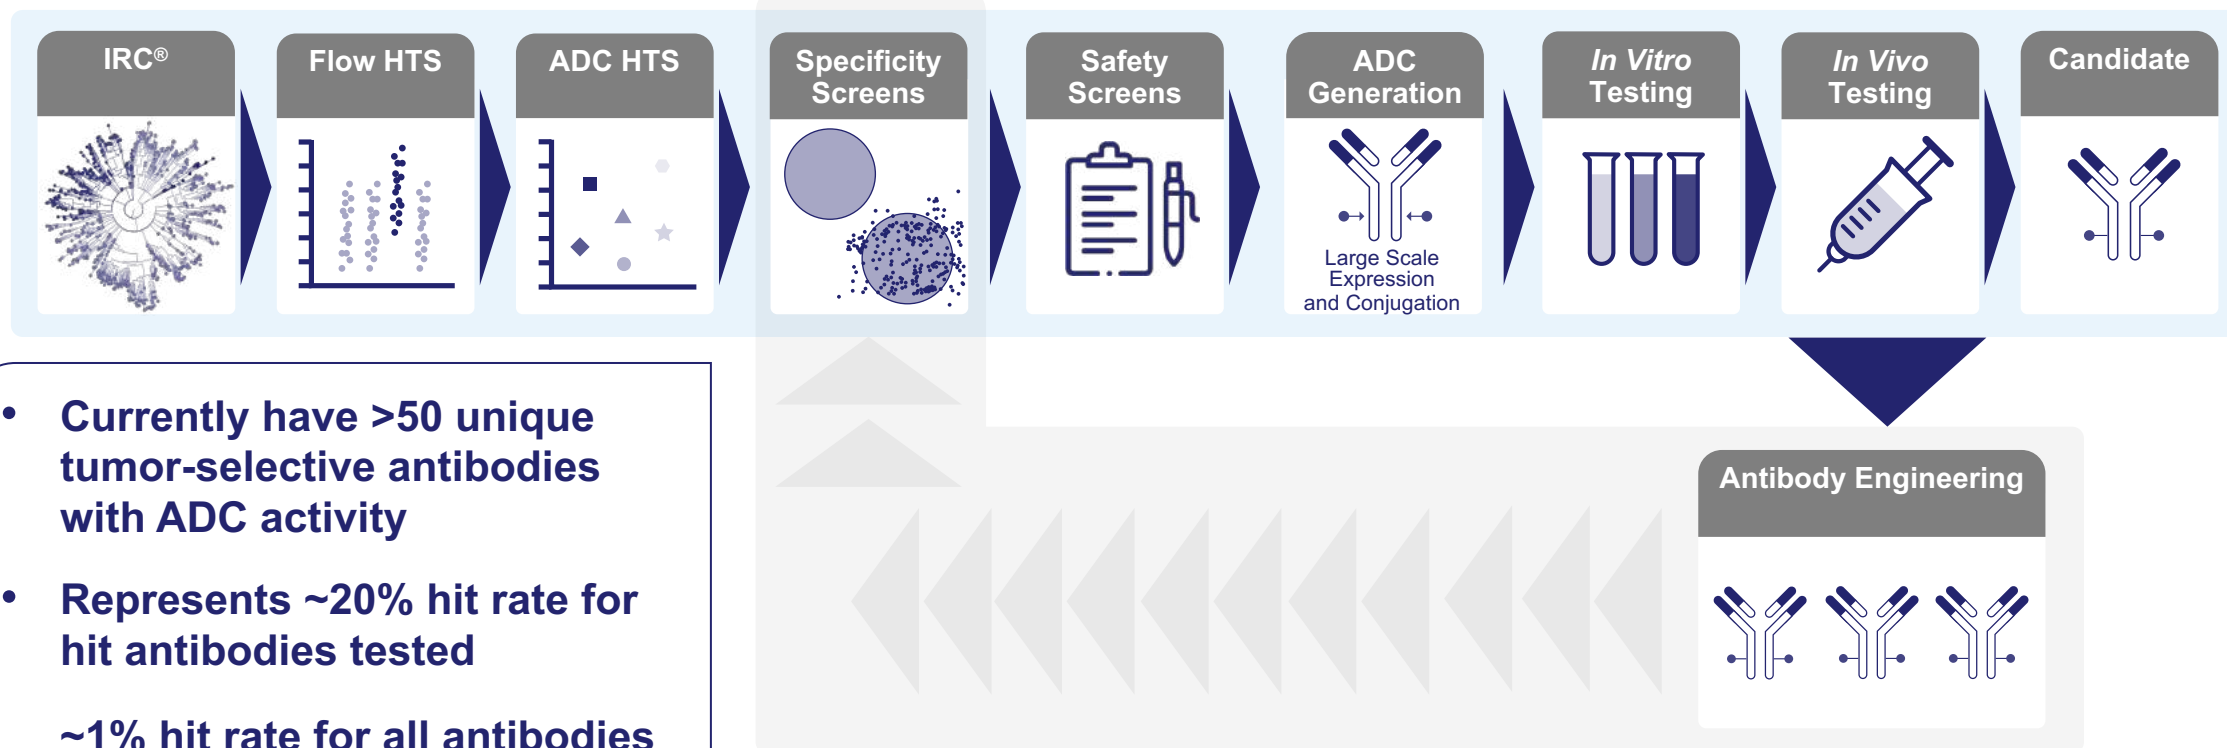 IRC®
Flow HTS
ADC HTS
Specificity
Screens
Safety
Screens
ADC
Generation
In Vitro
Testing
In Vivo
Testing
Candidate
Large Scale
Expression
and Conjugation
• Currently have >50 unique
tumor-selective antibodies
with ADC activity
• Represents ~20% hit rate for
hit antibodies tested
~1% hit rate for all antibodies
Antibody Engineering